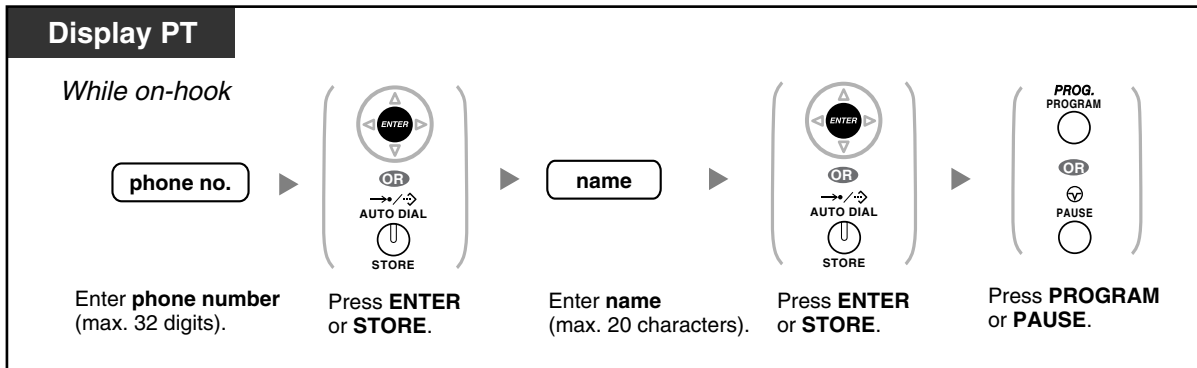 Display PT
While on-hook
phone no.
ENTER
OR
AUTO DIAL
STORE
name
ENTER
OR
AUTO DIAL
STORE
PROG.
PROGRAM
OR
PAUSE
Enter phone number
(max. 32 digits).
Press ENTER
or STORE.
Enter name
(max. 20 characters).
Press ENTER
or STORE.
Press PROGRAM
or PAUSE.